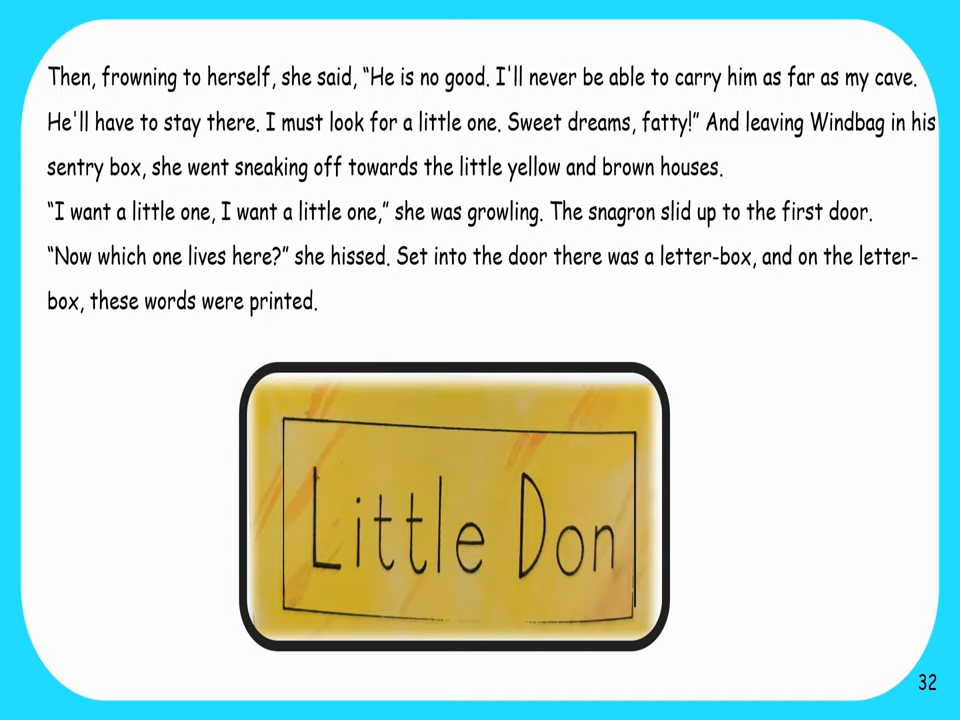 Then, frowning to herself, she said, “He is no good. I'll never be able to carry him as far as my cave.
He'll have to stay there. I must look for a little one. Sweet dreams, fatty!” And leaving Windbag in his
sentry box, she went sneaking off towards the little yellow and brown houses.
“I want a little one, I want a little one,” she was growling. The snagron slid up to the first door.
“Now which one lives here?” she hissed. Set into the door there was a letter-box, and on the letter-
box, these words were printed.
Little Don
32